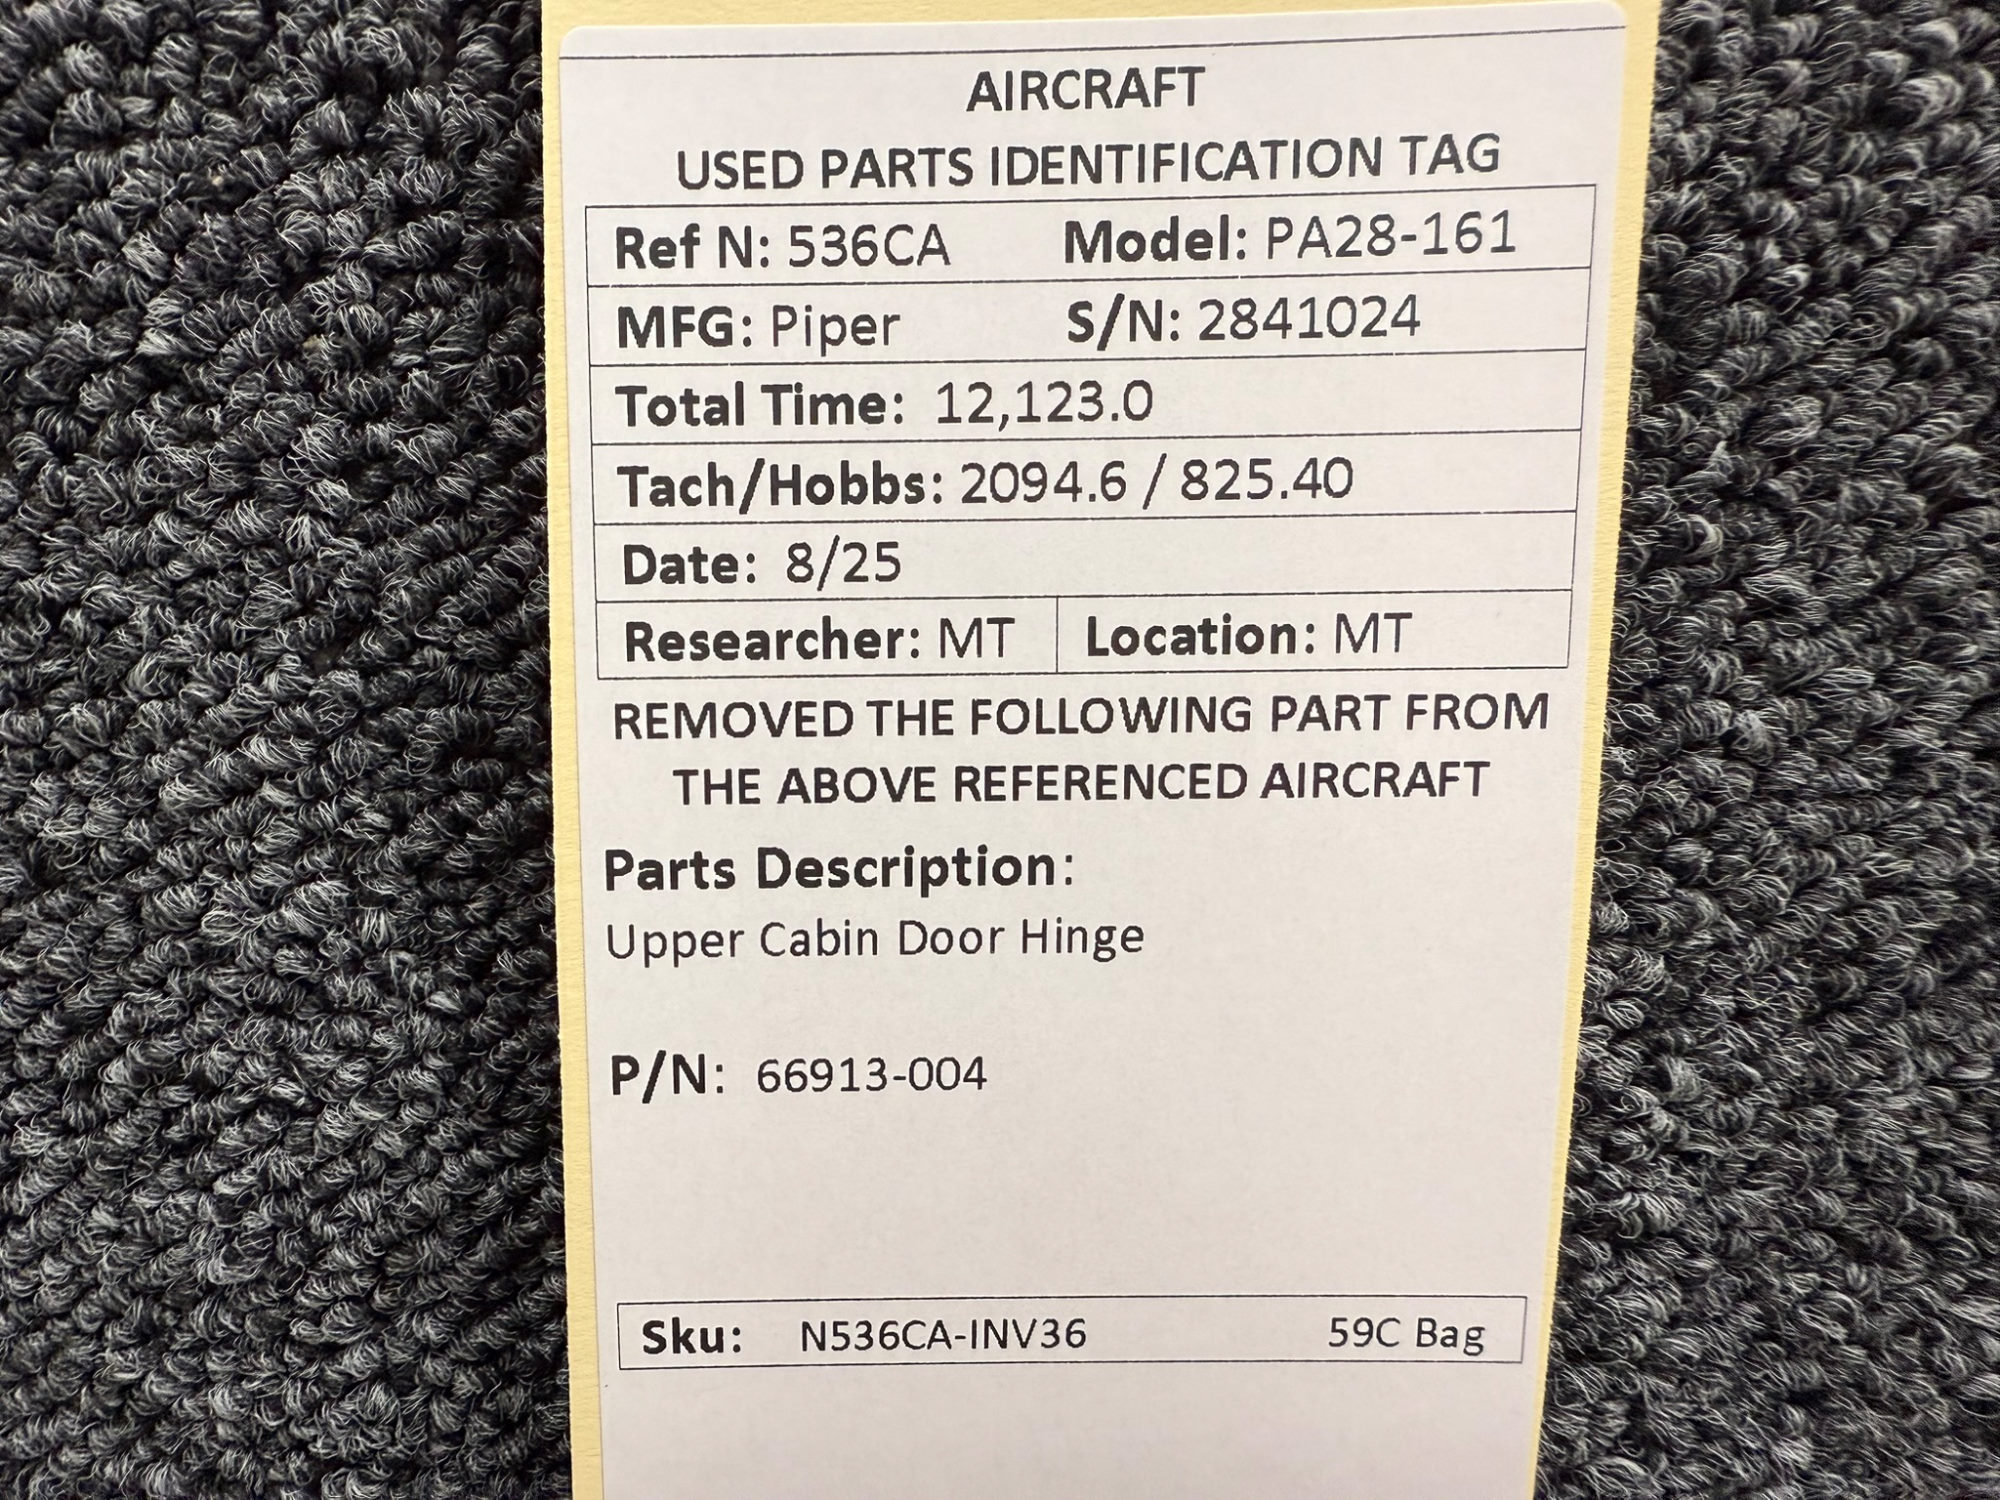 AIRCRAFT
USED PARTS IDENTIFICATION TAG
Ref N: 536CA Model: PA28-161
MFG: Piper S/N: 2841024
Total Time: 12,123.0
Tach/Hobbs: 2094.6 / 825.40
Date: 8/25
Researcher: MT Location: MT
REMOVED THE FOLLOWING PART FROM
THE ABOVE REFERENCED AIRCRAFT
Parts Description:
Upper Cabin Door Hinge
P/N: 66913-004
Sku: N536CA-INV36 59C Bag